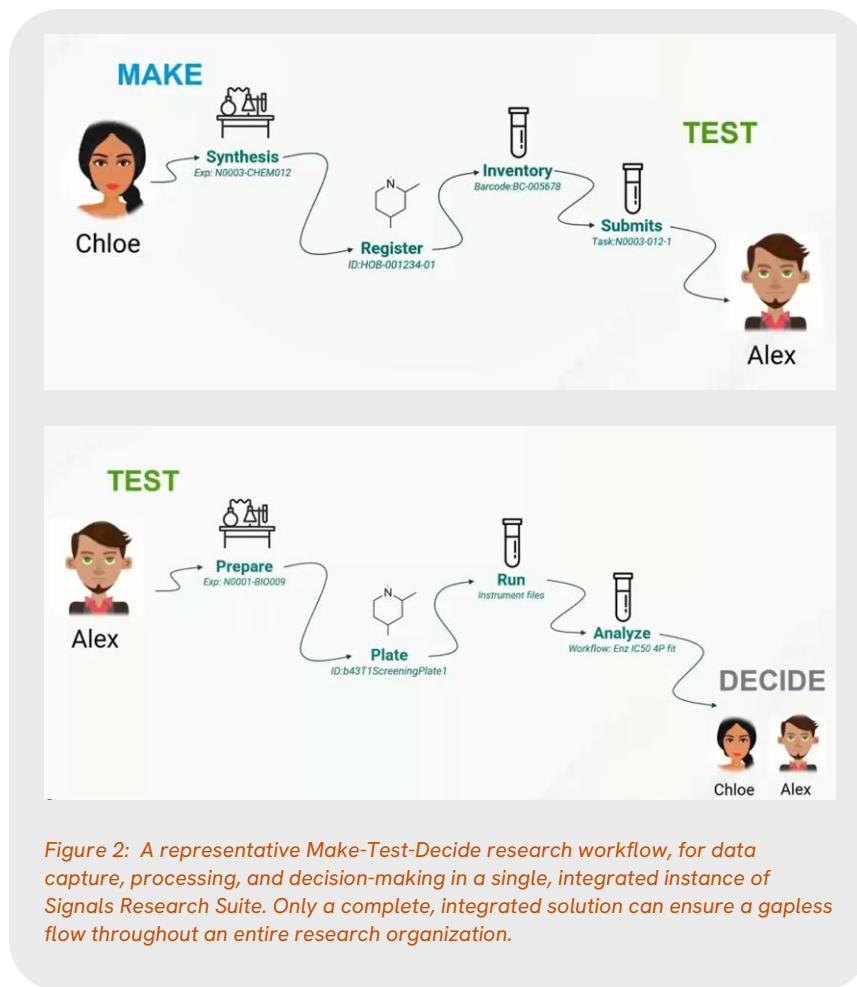 MAKE
TEST
Synthesis
Exp: N0003-CHEM012
Inventory
Barcode:BC-005678
N
Submits
Task:N0003-012-1
Chloe
Register
ID:HOB-001234-01
Alex
TEST
Prepare
Exp: N0001-BIO009
Run
Instrument files
N
Alex
Analyze
Workflow: Enz IC50 4P fit
Plate
ID:b43T1ScreeningPlate1
DECIDE
Chloe Alex
Figure 2: A representative Make-Test-Decide research workflow, for data
capture, processing, and decision-making in a single, integrated instance of
Signals Research Suite. Only a complete, integrated solution can ensure a gapless
flow throughout an entire research organization.